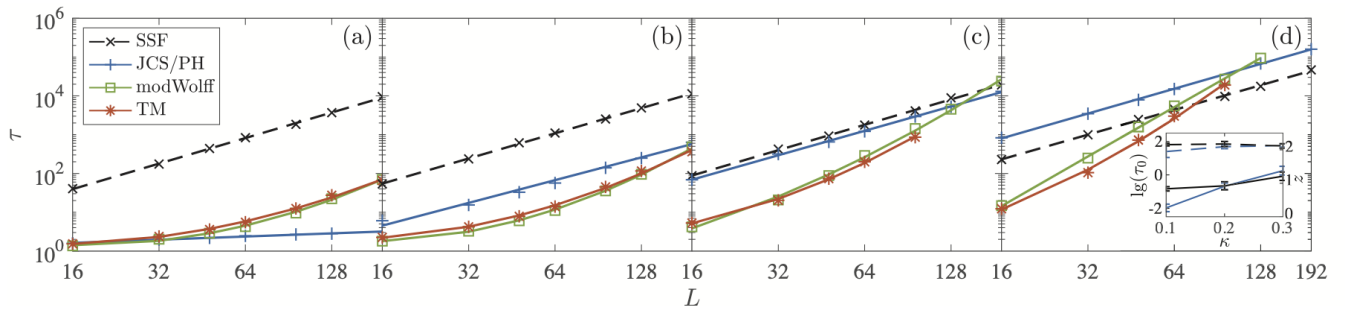 10^6
10^4
10^2
10^0
τ
SSF
JCS/PH
modWolff
TM
(a)
(b)
(c)
(d)
16
32
64
128
16
32
64
128
16
32
64
128
16
32
64
128
192
L
lg(τ_0)
2
0
-2
2
1
0
z
0.1
0.2
0.3
κ